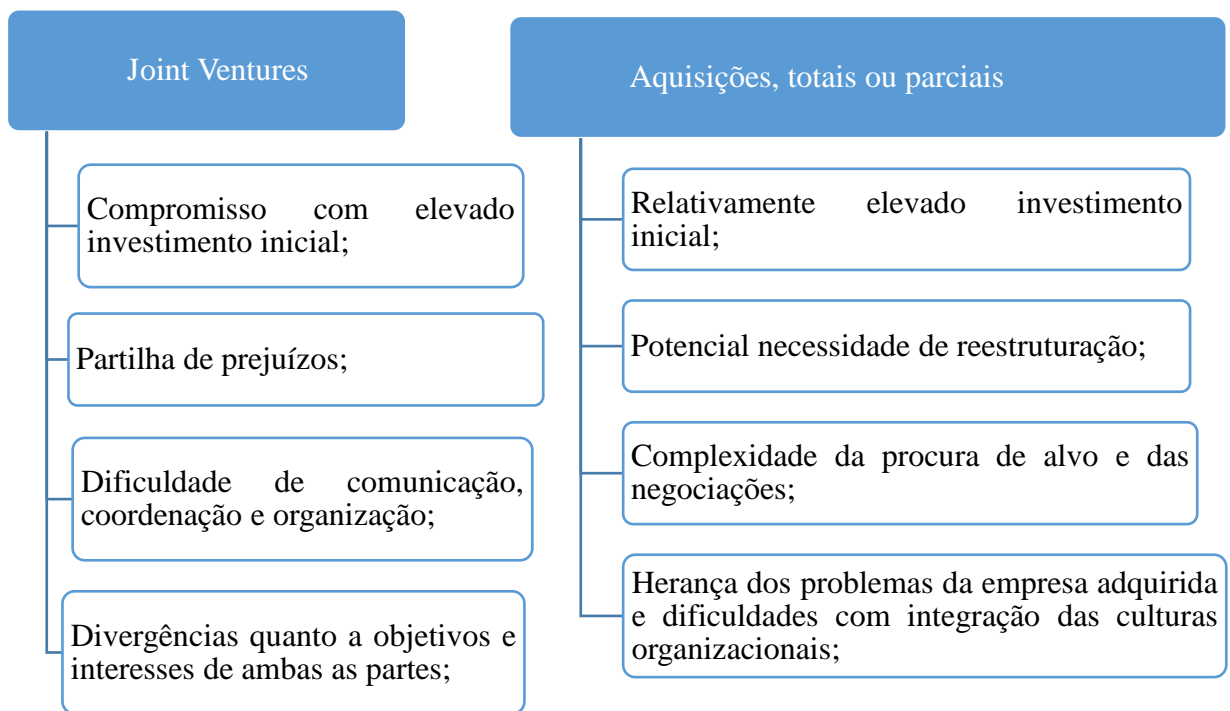 Joint Ventures
Compromisso com elevado
investimento inicial;
Partilha de prejuízos;
Dificuldade de comunicação,
coordenação e organização;
Divergências quanto a objetivos e
interesses de ambas as partes;
Aquisições, totais ou parciais
Relativamente elevado investimento
inicial;
Potencial necessidade de reestruturação;
Complexidade da procura de alvo e das
negociações;
Herança dos problemas da empresa adquirida
e dificuldades com integração das culturas
organizacionais;